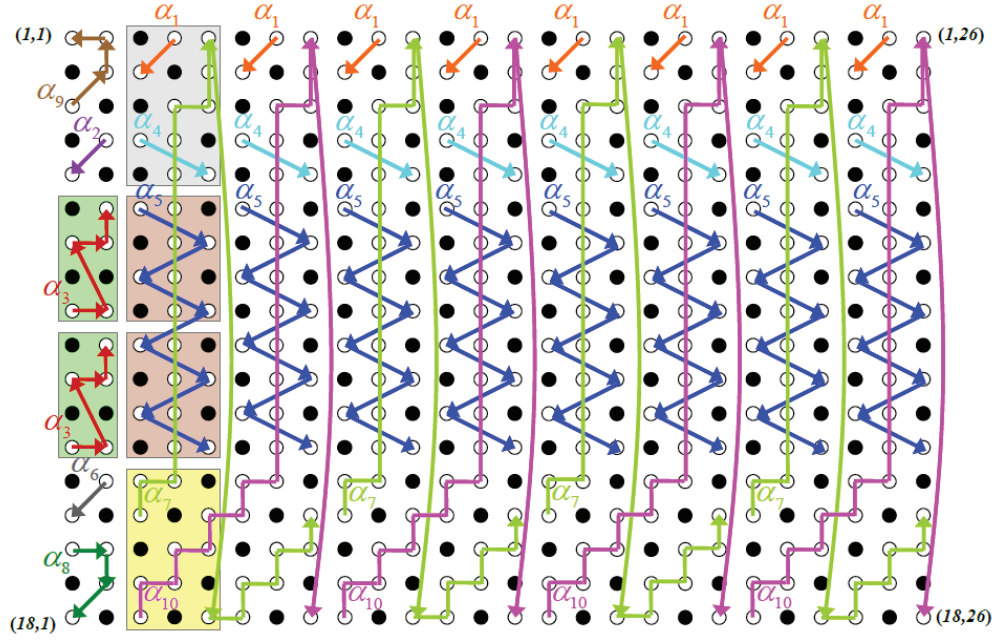 α1 α1 α1 α1 α1 α1 α1 α1
(1,1) (1,26)
α9
α2 α4 α4 α4 α4 α4 α4 α4 α4
α5 α5 α5 α5 α5 α5 α5 α5
α3
α3
α6
α7 α7 α7 α7
α8
α10 α10 α10 α10
(18,1) (18,26)